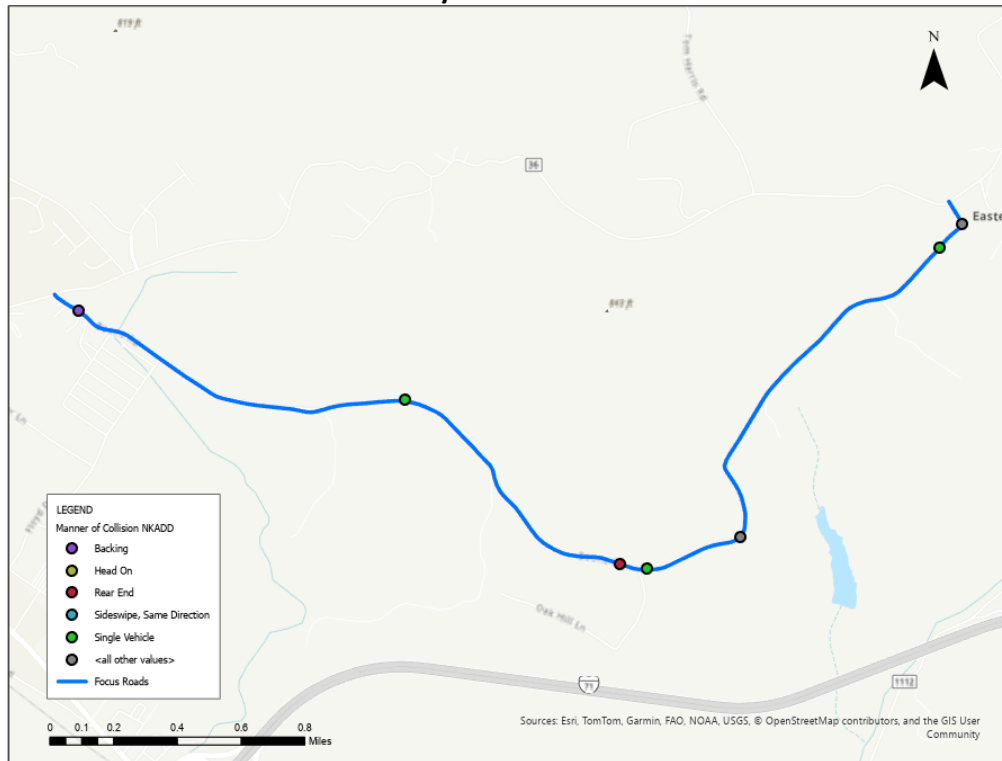 819 ft
N
Tom Harris Rd
36
Easte
843 ft
Oak Hill Ln
71
1112
LEGEND
Manner of Collision NKADD
Backing
Head On
Rear End
Sideswipe, Same Direction
Single Vehicle
<all other values>
Focus Roads
0 0.1 0.2 0.4 0.6 0.8
Miles
Sources: Esri, TomTom, Garmin, FAO, NOAA, USGS, © OpenStreetMap contributors, and the GIS User
Community